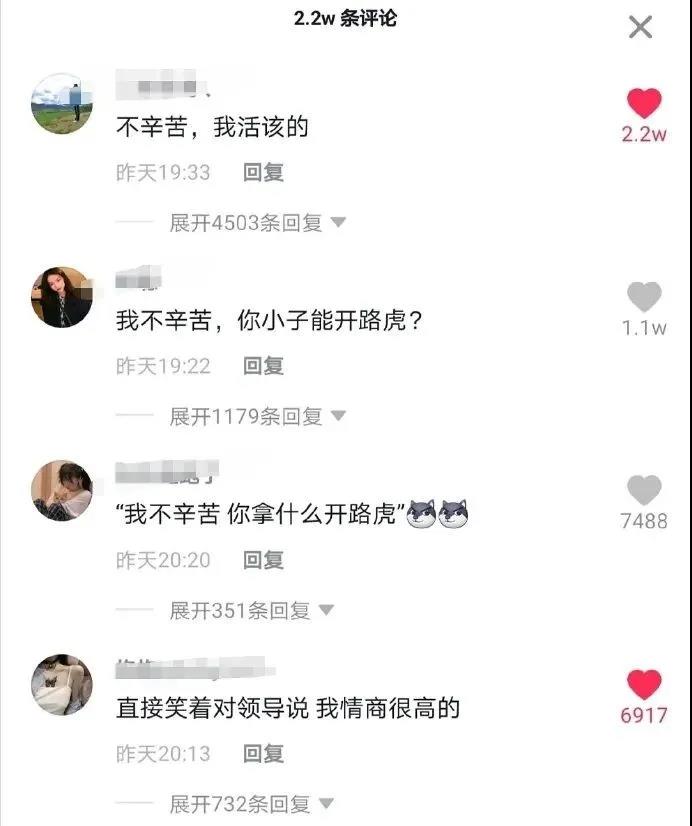 2.2w 条评论
不辛苦，我活该的
2.2w
昨天19:33 回复
展开4503条回复
我不辛苦，你小子能开路虎？
1.1w
昨天19:22 回复
展开1179条回复
“我不辛苦 你拿什么开路虎”
7488
昨天20:20 回复
展开351条回复
直接笑着对领导说 我情商很高的
6917
昨天20:13 回复
展开732条回复